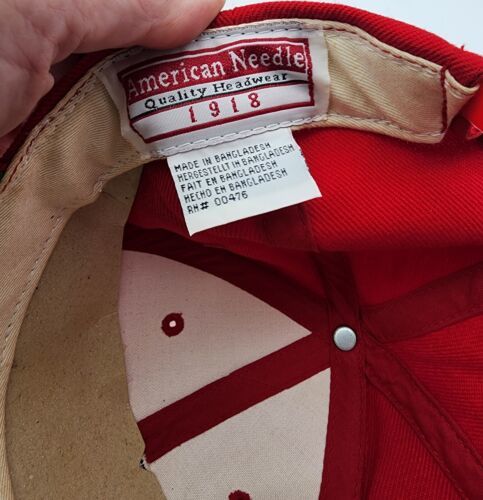 American Needle
Quality Headwear
1918
MADE IN BANGLADESH
HERGESTELLT IN BANGLADESH
FAIT EN BANGLADESH
HECHO EN BANGLADESH
RN# 00476